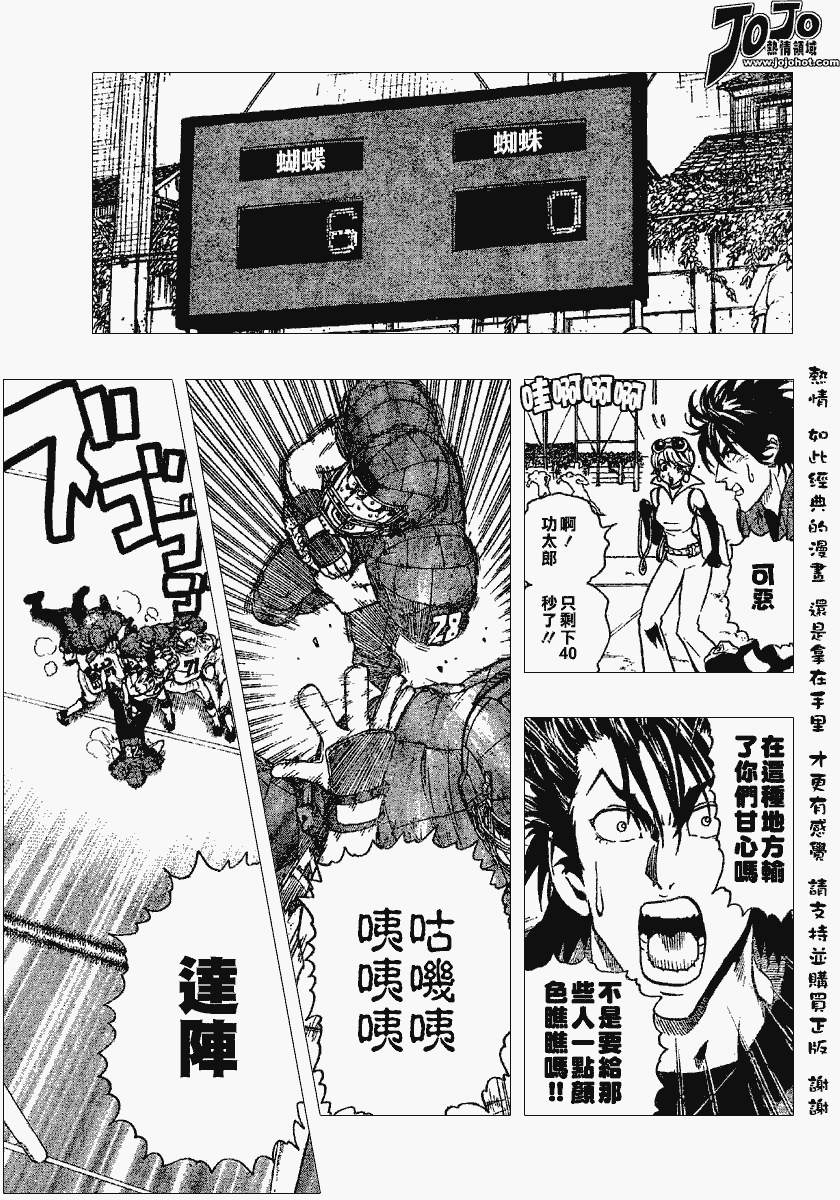 JOJO
熱情領域
www.jojohot.com
蝴蝶
蜘蛛
6
0
哇啊啊啊
可惡
啊！
功太郎
只剩下40
秒了!!
在這種地方輸
了你們甘心嗎
不是要給那
些人一點顏
色瞧瞧嗎!!
28
咕嘰咦
咦咦咦
ズゴゴゴ
71
達陣
熱情 如此經典的漫畫 還是拿在手里 才更有感覺 請支持並購買正版 謝謝